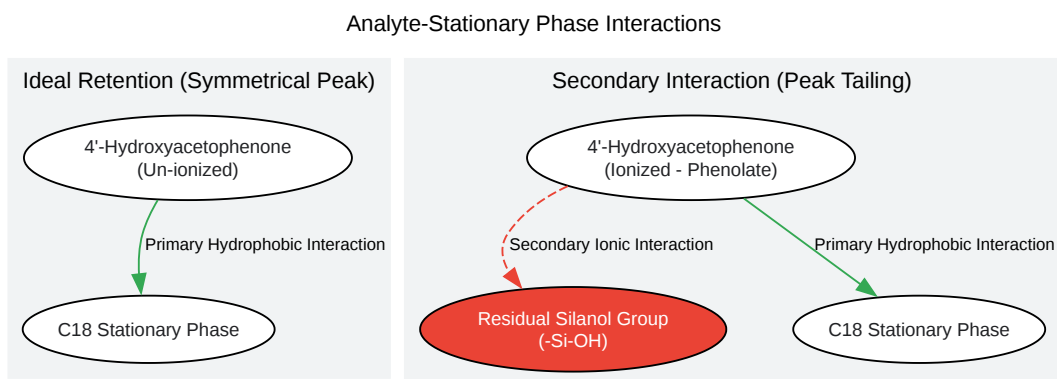 Analyte-Stationary Phase Interactions
Ideal Retention (Symmetrical Peak)
4'-Hydroxyacetophenone
(Un-ionized)
Primary Hydrophobic Interaction
C18 Stationary Phase
Secondary Interaction (Peak Tailing)
4'-Hydroxyacetophenone
(Ionized - Phenolate)
Secondary Ionic Interaction
Primary Hydrophobic Interaction
Residual Silanol Group
(-Si-OH)
C18 Stationary Phase